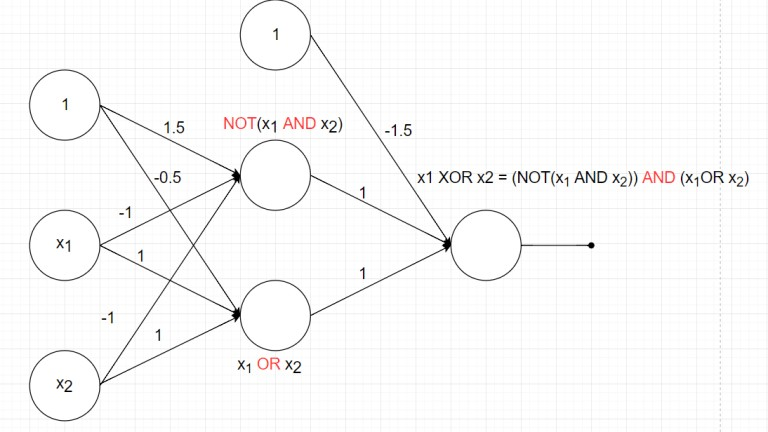 1
1
1.5
NOT(x₁ AND x₂)
-1.5
-0.5
x1 XOR x2 = (NOT(x₁ AND x₂)) AND (x₁OR x₂)
1
-1
x₁
1
1
-1
1
x₁ OR x₂
x₂